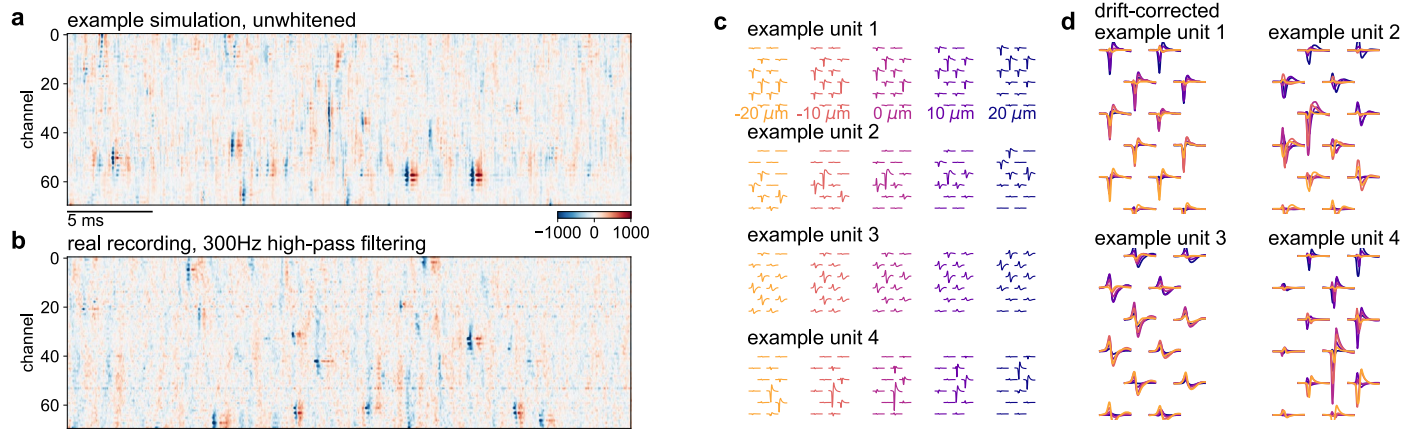 a
example simulation, unwhitened
0
20
40
60
channel
5 ms
−1000 0 1000
b
real recording, 300Hz high-pass filtering
0
20
40
60
channel
c
example unit 1
-20 μm -10 μm 0 μm 10 μm 20 μm
example unit 2
example unit 3
example unit 4
d
drift-corrected
example unit 1 example unit 2
example unit 3 example unit 4